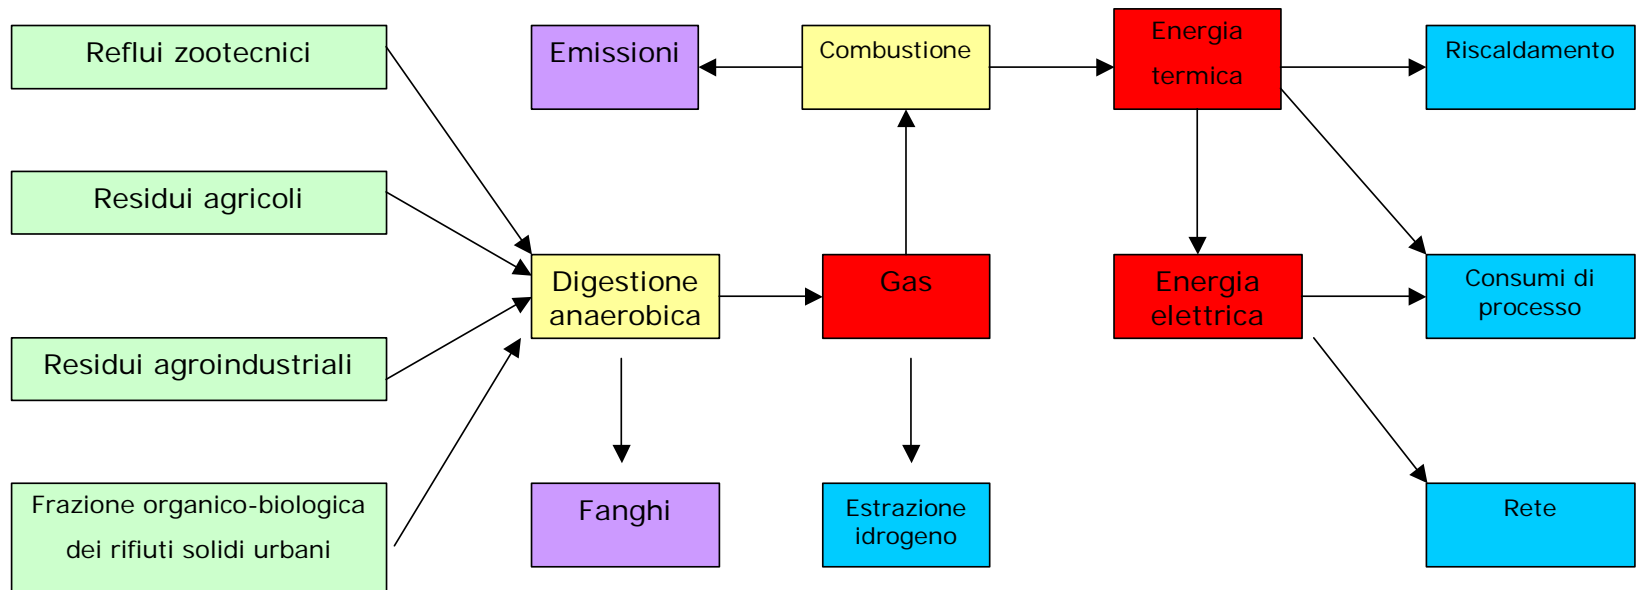 Reflui zootecnici
Emissioni
Combustione
Energia
termica
Riscaldamento
Residui agricoli
Digestione
anaerobica
Gas
Energia
elettrica
Consumi di
processo
Residui agroindustriali
Frazione organico-biologica
dei rifiuti solidi urbani
Fanghi
Estrazione
idrogeno
Rete